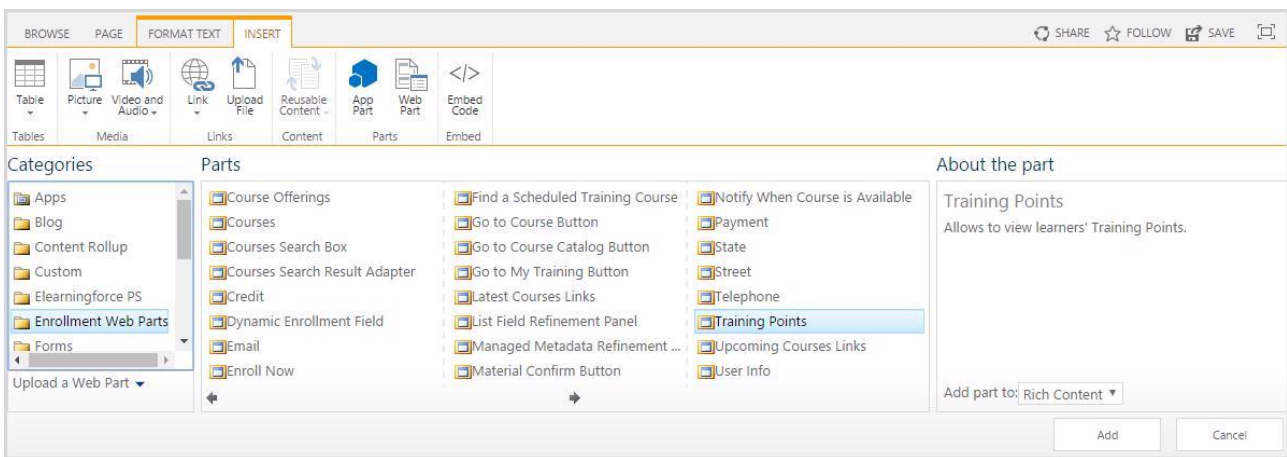 BROWSE PAGE FORMAT TEXT INSERT SHARE FOLLOW SAVE
Table Picture Video and Audio Link Upload File Reusable Content App Part Web Part Embed Code
Tables Media Links Content Parts Embed
Categories
Apps
Blog
Content Rollup
Custom
Elearningforce PS
Enrollment Web Parts
Forms
Upload a Web Part
Parts
Course Offerings
Courses
Courses Search Box
Courses Search Result Adapter
Credit
Dynamic Enrollment Field
Email
Enroll Now
Find a Scheduled Training Course
Go to Course Button
Go to Course Catalog Button
Go to My Training Button
Latest Courses Links
List Field Refinement Panel
Managed Metadata Refinement ...
Material Confirm Button
Notify When Course is Available
Payment
State
Street
Telephone
Training Points
Upcoming Courses Links
User Info
About the part
Training Points
Allows to view learners' Training Points.
Add part to: Rich Content
Add Cancel